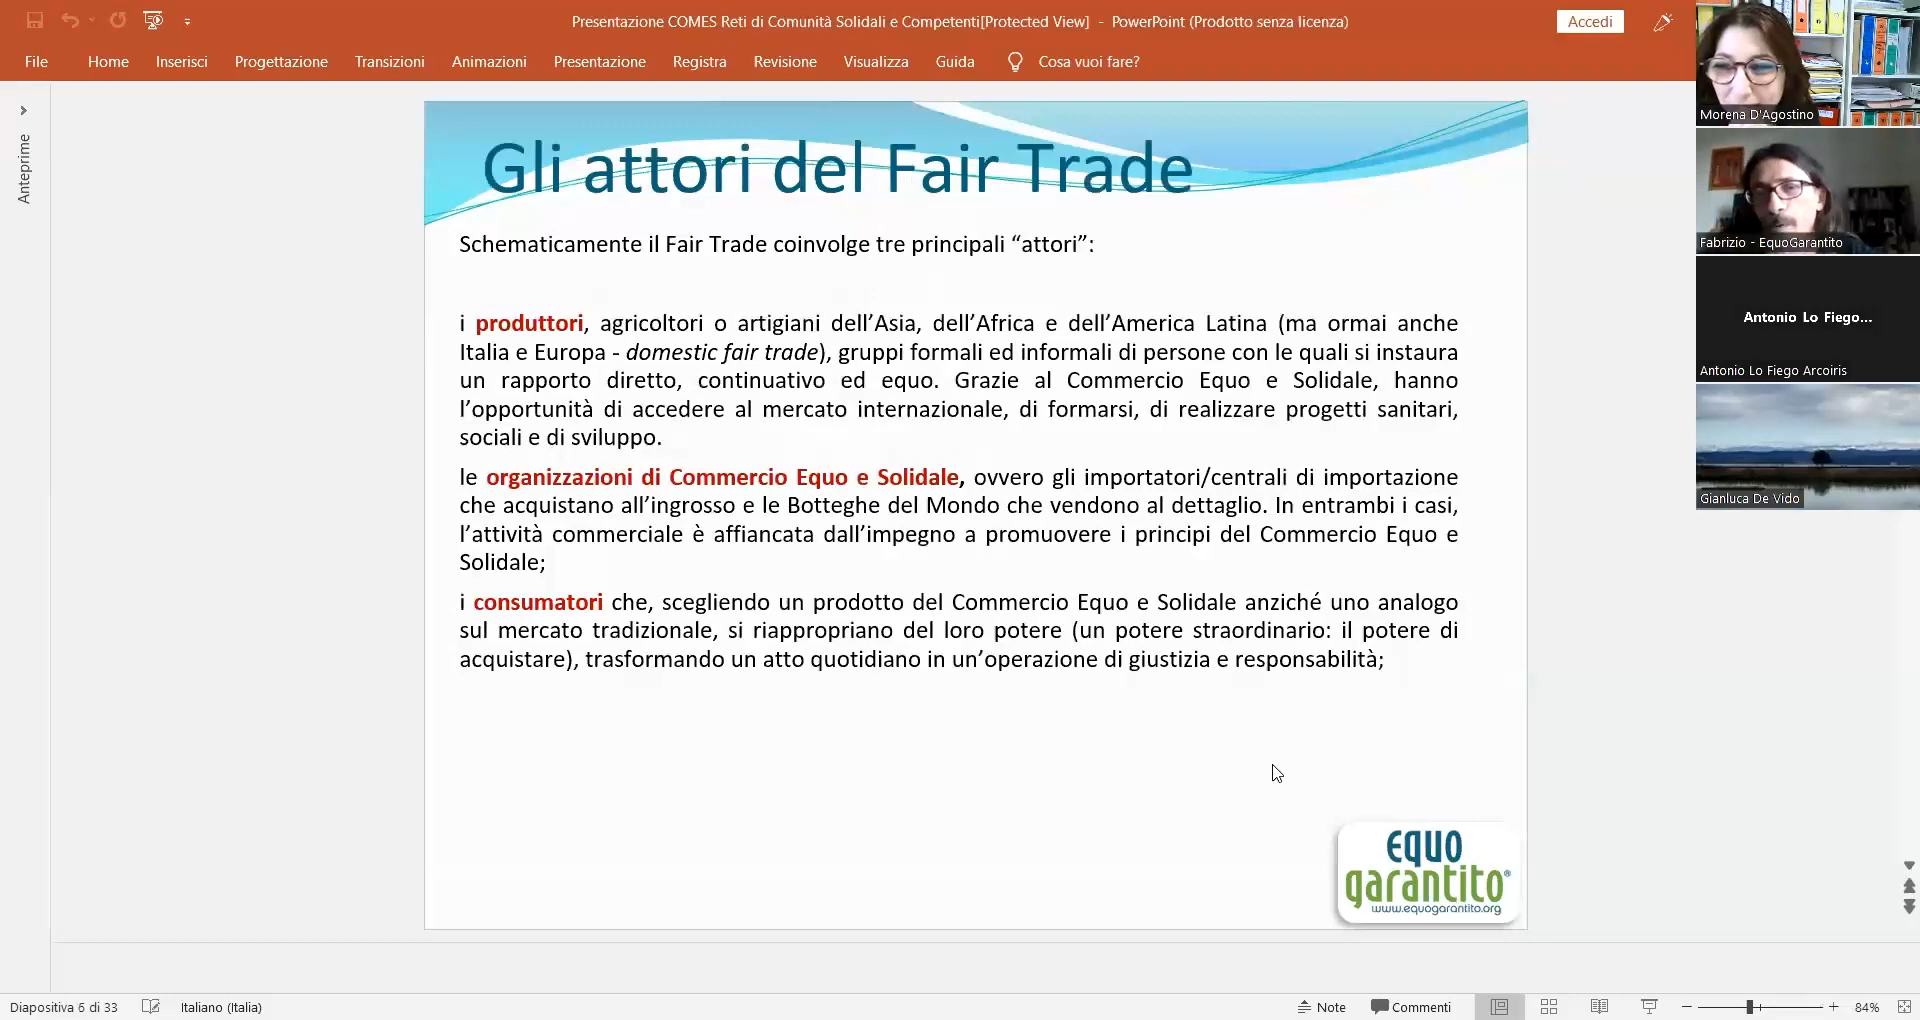 Presentazione COMES Reti di Comunità Solidali e Competenti[Protected View]  -  PowerPoint (Prodotto senza licenza)
Accedi
File Home Inserisci Progettazione Transizioni Animazioni Presentazione Registra Revisione Visualizza Guida Cosa vuoi fare?
Anteprime
Gli attori del Fair Trade
Schematicamente il Fair Trade coinvolge tre principali “attori”:
i produttori, agricoltori o artigiani dell’Asia, dell’Africa e dell’America Latina (ma ormai anche
Italia e Europa - domestic fair trade), gruppi formali ed informali di persone con le quali si instaura
un rapporto diretto, continuativo ed equo. Grazie al Commercio Equo e Solidale, hanno
l’opportunità di accedere al mercato internazionale, di formarsi, di realizzare progetti sanitari,
sociali e di sviluppo.
le organizzazioni di Commercio Equo e Solidale, ovvero gli importatori/centrali di importazione
che acquistano all’ingrosso e le Botteghe del Mondo che vendono al dettaglio. In entrambi i casi,
l’attività commerciale è affiancata dall’impegno a promuovere i principi del Commercio Equo e
Solidale;
i consumatori che, scegliendo un prodotto del Commercio Equo e Solidale anziché uno analogo
sul mercato tradizionale, si riappropriano del loro potere (un potere straordinario: il potere di
acquistare), trasformando un atto quotidiano in un’operazione di giustizia e responsabilità;
equo
garantito®
www.equogarantito.org
Morena D'Agostino
Fabrizio - EquoGarantito
Antonio Lo Fiego...
Antonio Lo Fiego Arcoiris
Gianluca De Vido
Diapositiva 6 di 33 Italiano (Italia) Note Commenti 84%